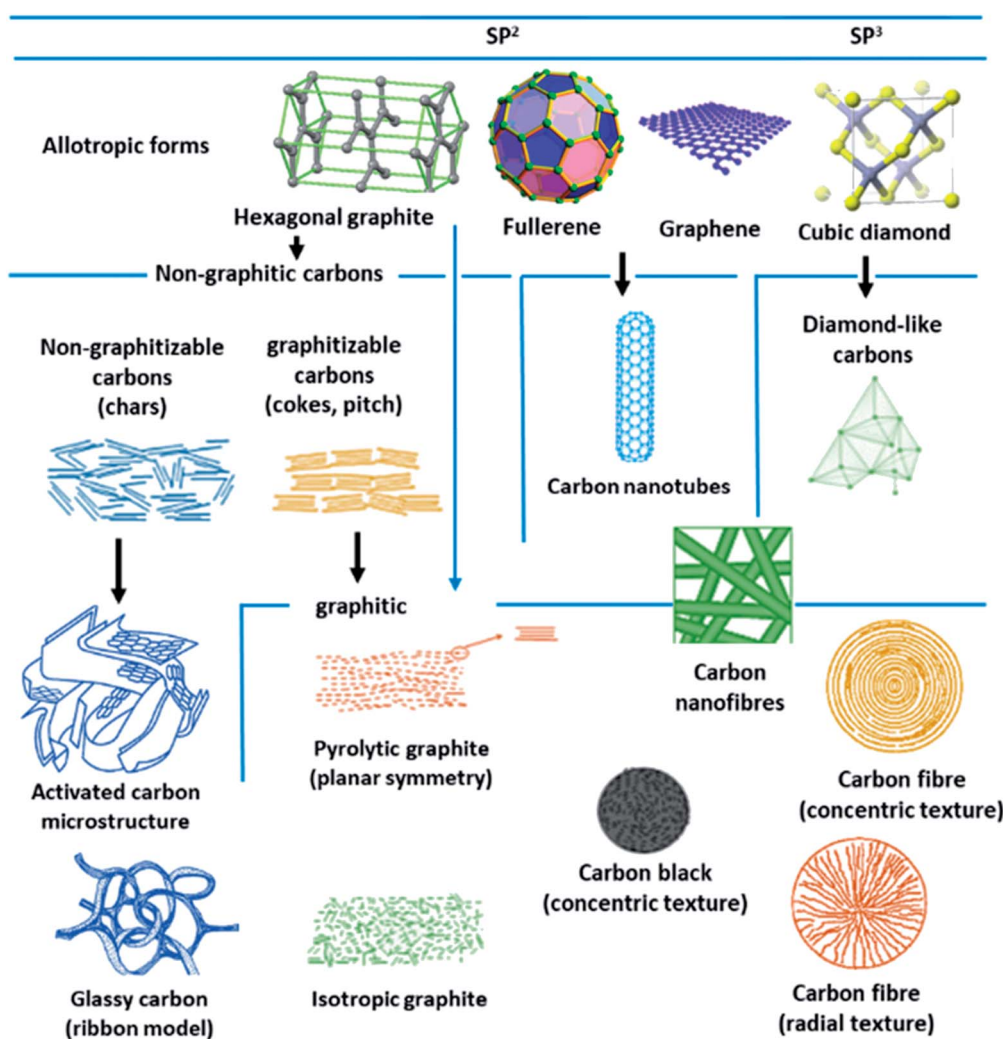 SP²
SP³
Allotropic forms
Hexagonal graphite
Fullerene
Graphene
Cubic diamond
Non-graphitic carbons
Non-graphitizable
carbons
(chars)
graphitizable
carbons
(cokes, pitch)
Carbon nanotubes
Diamond-like
carbons
graphitic
Activated carbon
microstructure
Pyrolytic graphite
(planar symmetry)
Carbon
nanofibres
Carbon fibre
(concentric texture)
Carbon black
(concentric texture)
Glassy carbon
(ribbon model)
Isotropic graphite
Carbon fibre
(radial texture)